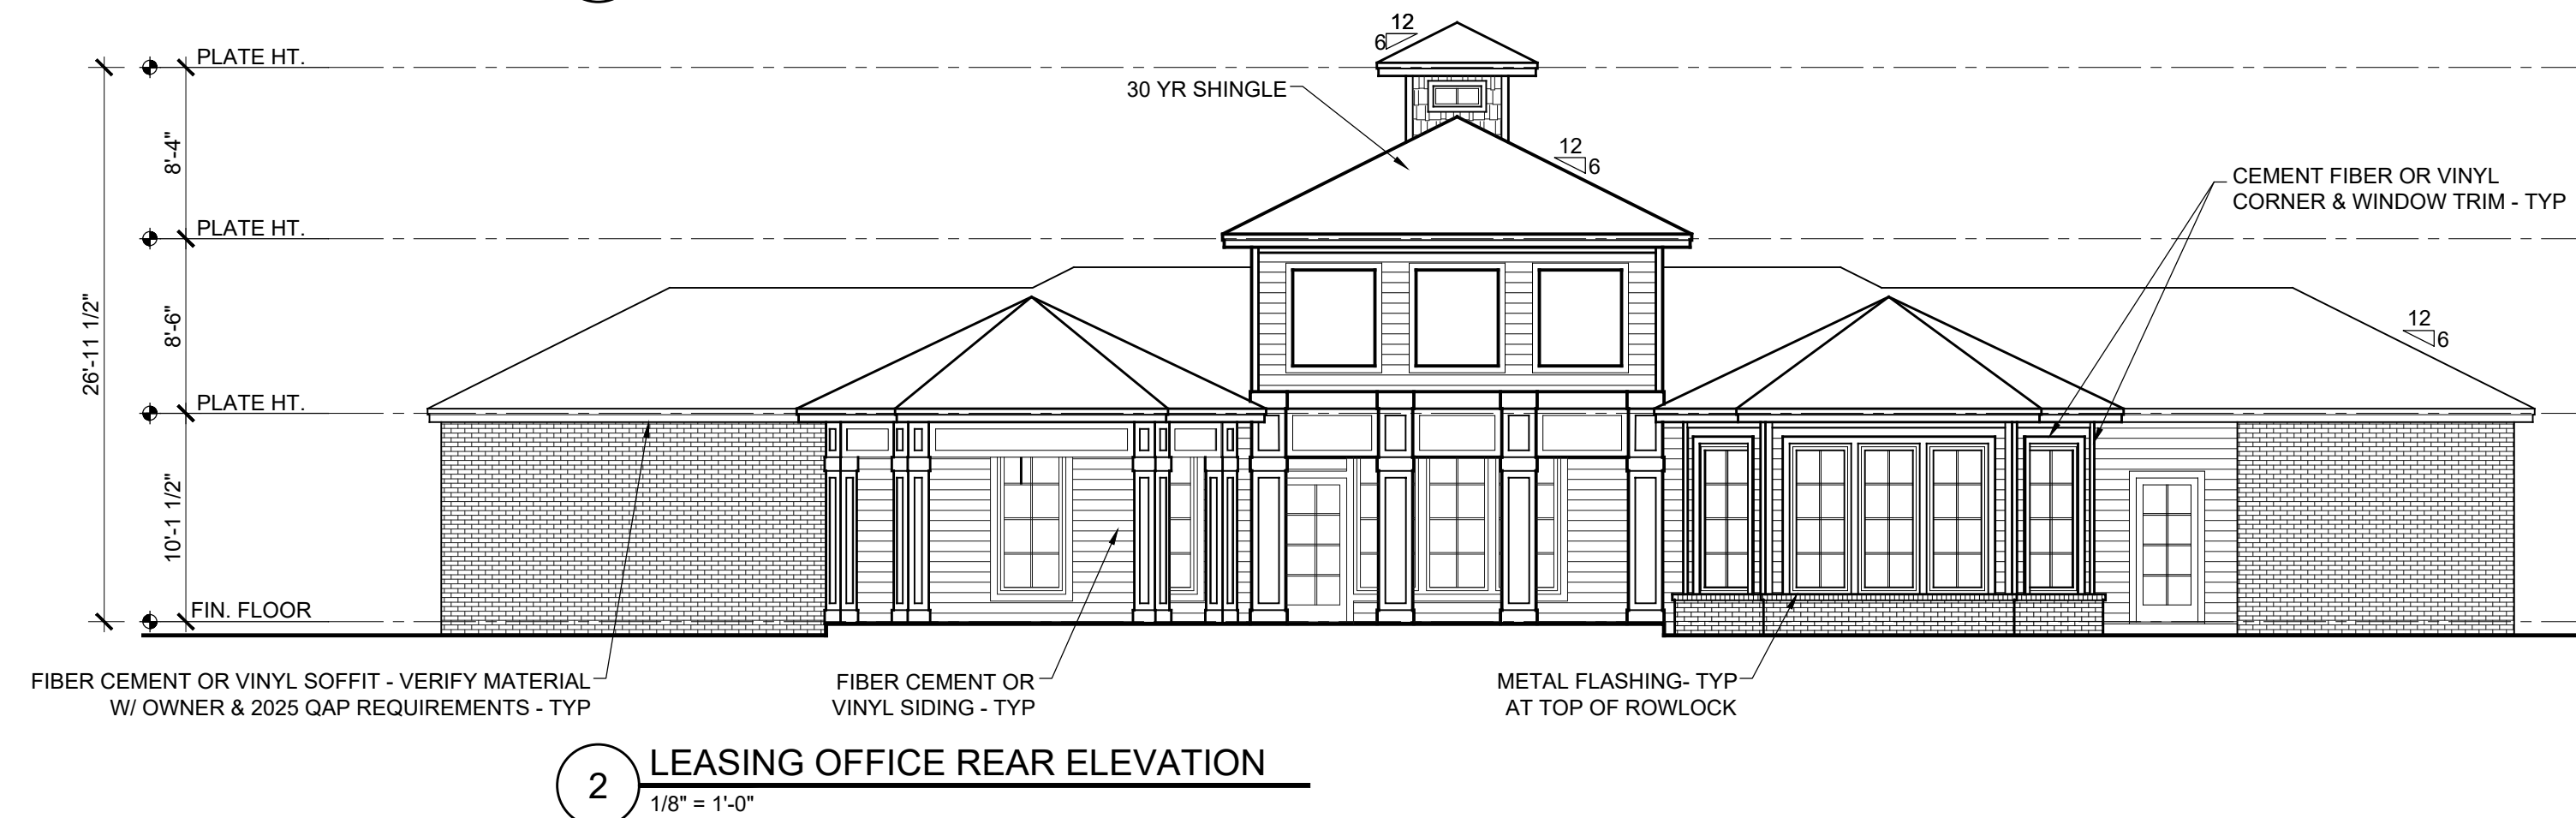 12
6
PLATE HT.
30 YR SHINGLE
8'-4"
12
6
CEMENT FIBER OR VINYL
CORNER & WINDOW TRIM - TYP
PLATE HT.
26'-11 1/2"
8'-6"
12
6
PLATE HT.
10'-1 1/2"
FIN. FLOOR
FIBER CEMENT OR VINYL SOFFIT - VERIFY MATERIAL
W/ OWNER & 2025 QAP REQUIREMENTS - TYP
FIBER CEMENT OR
VINYL SIDING - TYP
METAL FLASHING- TYP
AT TOP OF ROWLOCK
2
LEASING OFFICE REAR ELEVATION
1/8" = 1'-0"